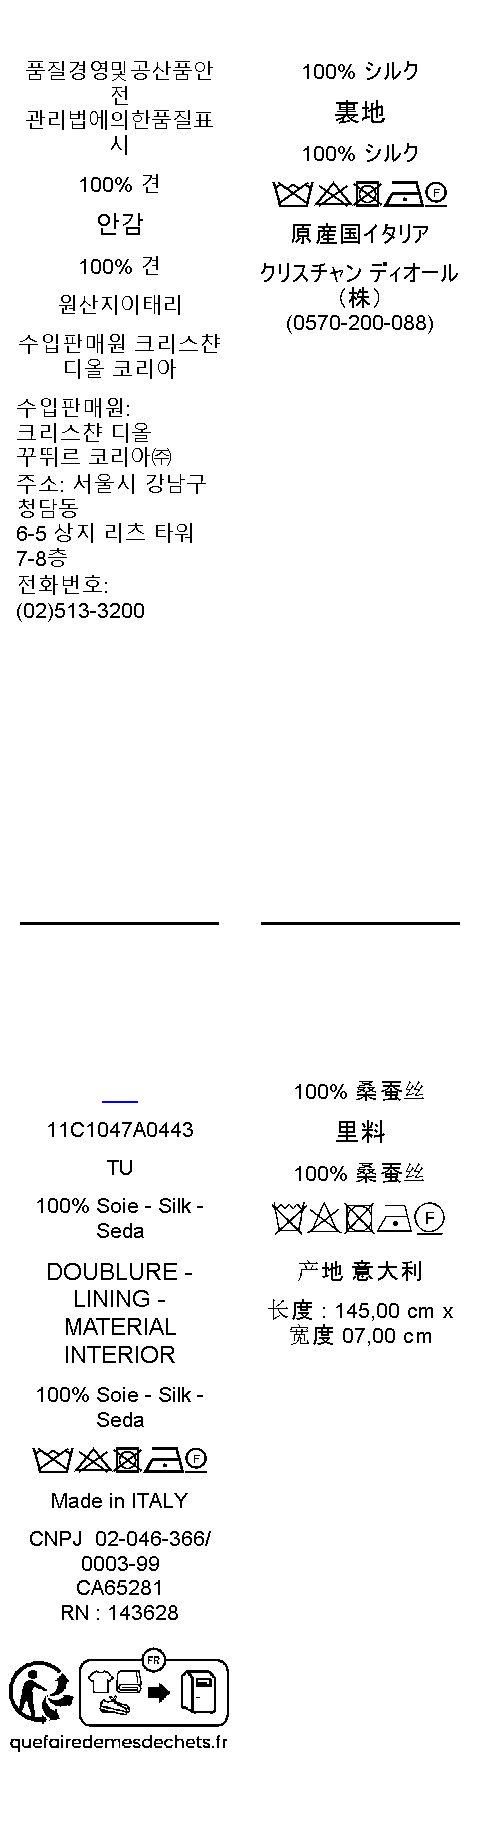 품질경영및공산품안
전
관리법에의한품질표
시
100% 견
안감
100% 견
원산지이태리
수입판매원 크리스챤
디올 코리아
수입판매원:
크리스챤 디올
꾸뛰르 코리아㈜
주소: 서울시 강남구
청담동
6-5 상지 리츠 타워
7-8층
전화번호:
(02)513-3200
100% シルク
裏地
100% シルク
F
原産国イタリア
クリスチャン ディオール
（株）
(0570-200-088)
11C1047A0443
TU
100% Soie - Silk -
Seda
DOUBLURE -
LINING -
MATERIAL
INTERIOR
100% Soie - Silk -
Seda
F
Made in ITALY
CNPJ 02-046-366/
0003-99
CA65281
RN : 143628
FR
quefairedemesdechets.fr
100% 桑蚕丝
里料
100% 桑蚕丝
F
产地 意大利
长度 : 145,00 cm x
宽度 07,00 cm